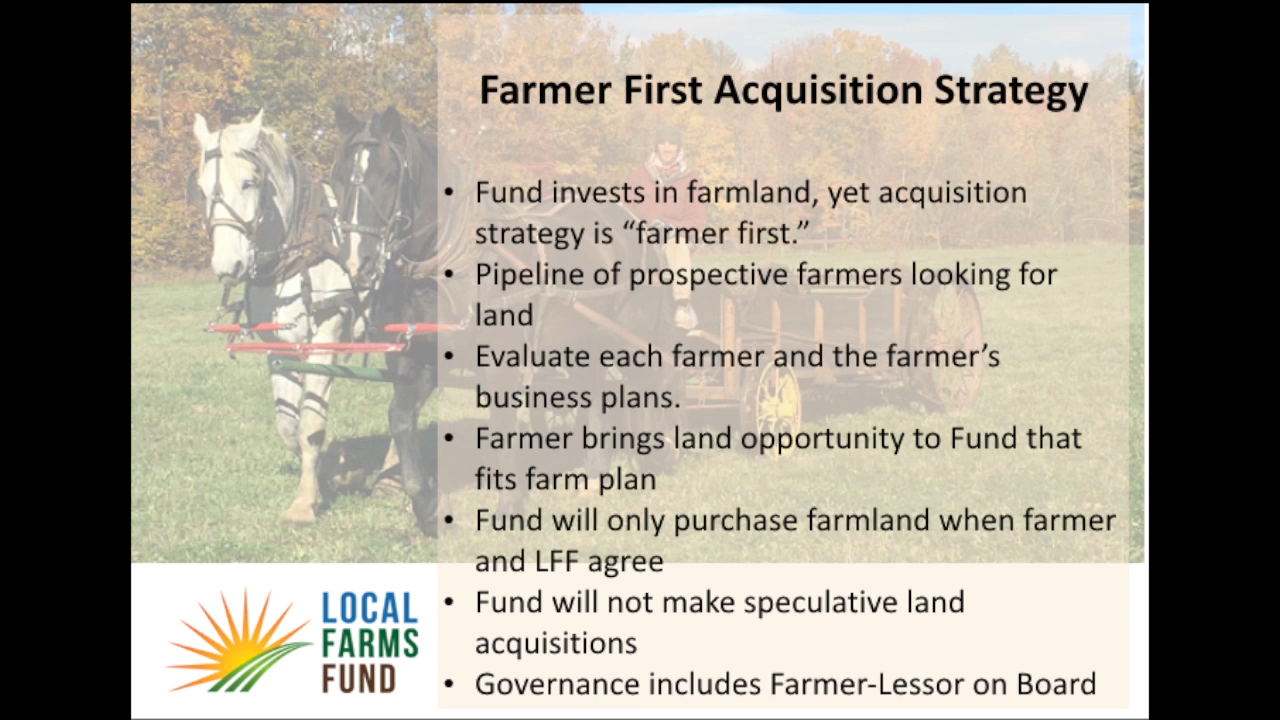 Farmer First Acquisition Strategy
• Fund invests in farmland, yet acquisition
strategy is “farmer first.”
• Pipeline of prospective farmers looking for
land
• Evaluate each farmer and the farmer’s
business plans.
• Farmer brings land opportunity to Fund that
fits farm plan
• Fund will only purchase farmland when farmer
and LFF agree
• Fund will not make speculative land
acquisitions
• Governance includes Farmer-Lessor on Board
LOCAL
FARMS
FUND